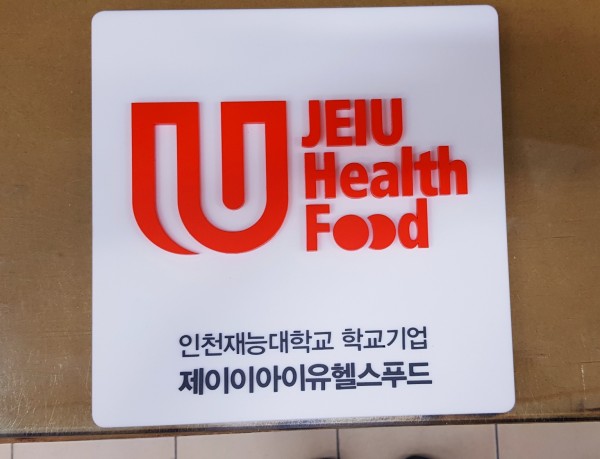 JEIU
Health
Food
인천재능대학교 학교기업
제이이아이유헬스푸드